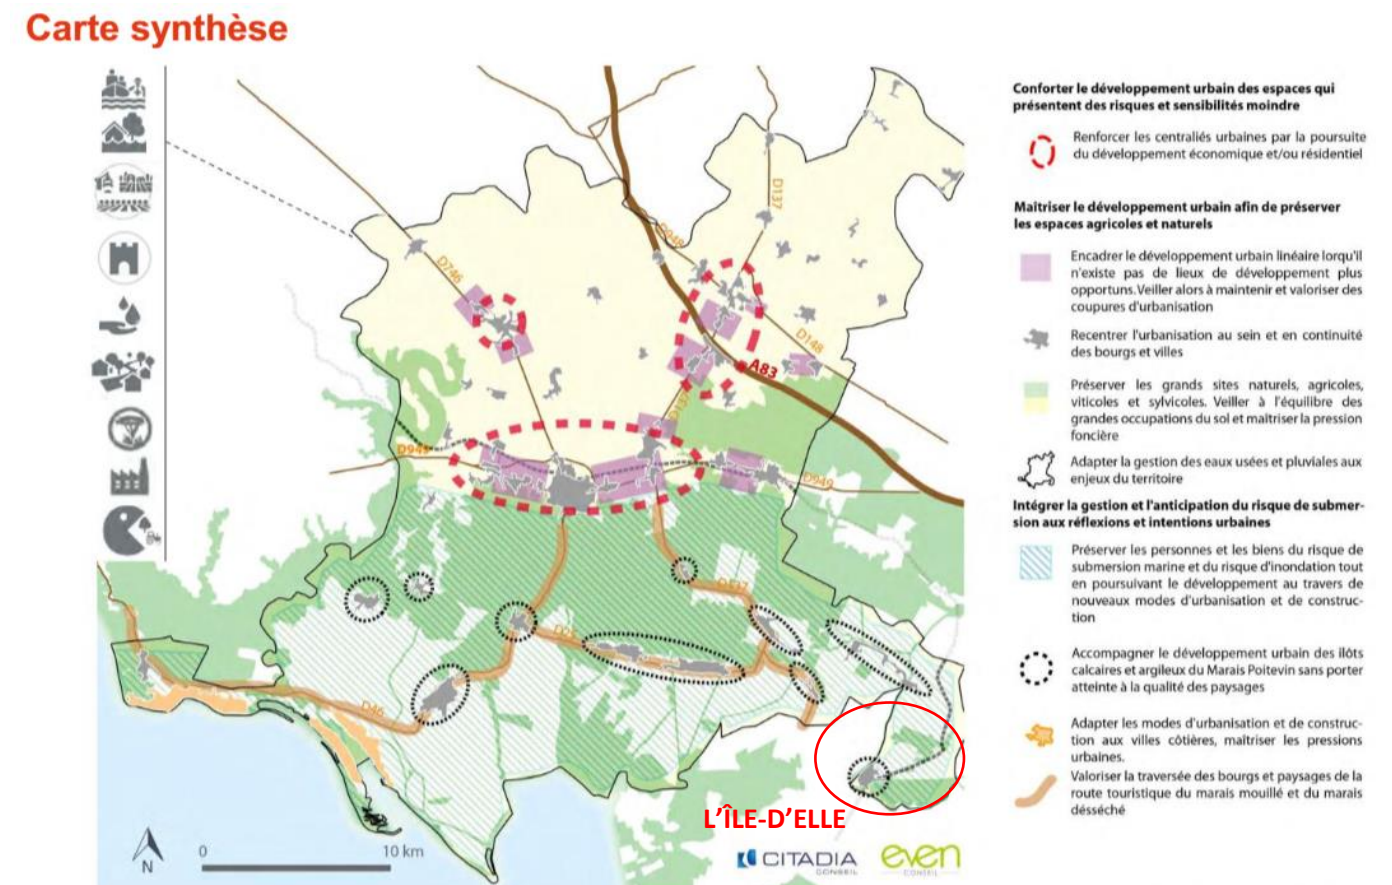 Carte synthèse
D137
D948
D746
D148
A83
D137
D949
D949
D137
D46
L'ÎLE-D'ELLE
N
0
10 km
CITADIA
CONSEIL
even
CONSEIL
Conforter le développement urbain des espaces qui
présentent des risques et sensibilités moindre
Renforcer les centraliés urbaines par la poursuite
du développement économique et/ou résidentiel
Maitriser le développement urbain afin de préserver
les espaces agricoles et naturels
Encadrer le développement urbain linéaire lorqu'il
n'existe pas de lieux de développement plus
opportuns. Veiller alors à maintenir et valoriser des
coupures d'urbanisation
Recentrer l'urbanisation au sein et en continuité
des bourgs et villes
Préserver les grands sites naturels, agricoles,
viticoles et sylvicoles. Veiller à l'équilibre des
grandes occupations du sol et maitriser la pression
foncière
Adapter la gestion des eaux usées et pluviales aux
enjeux du territoire
Intégrer la gestion et l'anticipation du risque de submer-
sion aux réflexions et intentions urbaines
Préserver les personnes et les biens du risque de
submersion marine et du risque d'inondation tout
en poursuivant le développement au travers de
nouveaux modes d'urbanisation et de construc-
tion
Accompagner le développement urbain des ilôts
calcaires et argileux du Marais Poitevin sans porter
atteinte à la qualité des paysages
Adapter les modes d'urbanisation et de construc-
tion aux villes côtières, maîtriser les pressions
urbaines.
Valoriser la traversée des bourgs et paysages de la
route touristique du marais mouillé et du marais
désséché